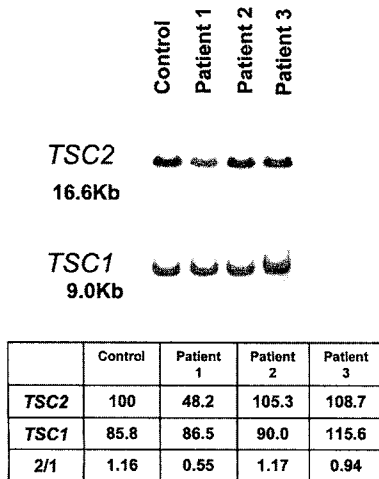 Control
Patient 1
Patient 2
Patient 3
TSC2
16.6Kb
TSC1
9.0Kb
Control Patient 1 Patient 2 Patient 3
TSC2 100 48.2 105.3 108.7
TSC1 85.8 86.5 90.0 115.6
2/1 1.16 0.55 1.17 0.94